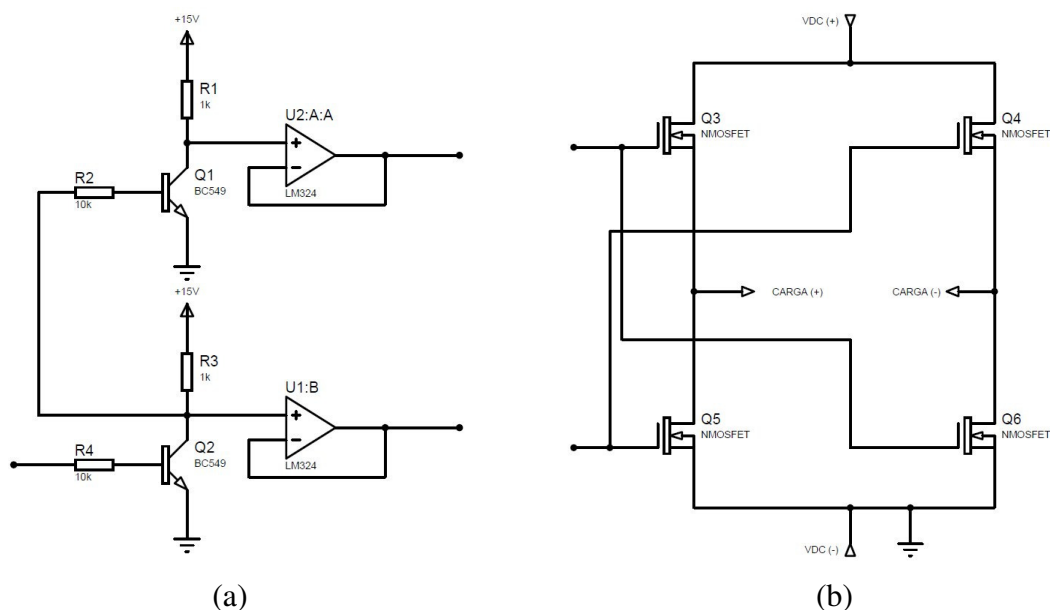 +15V
R1
1k
U2:A:A
LM324
R2
10k
Q1
BC549
+15V
R3
1k
U1:B
LM324
R4
10k
Q2
BC549
(a)
VDC (+)
Q3
NMOSFET
Q4
NMOSFET
CARGA (+)
CARGA (-)
Q5
NMOSFET
Q6
NMOSFET
VDC (-)
(b)